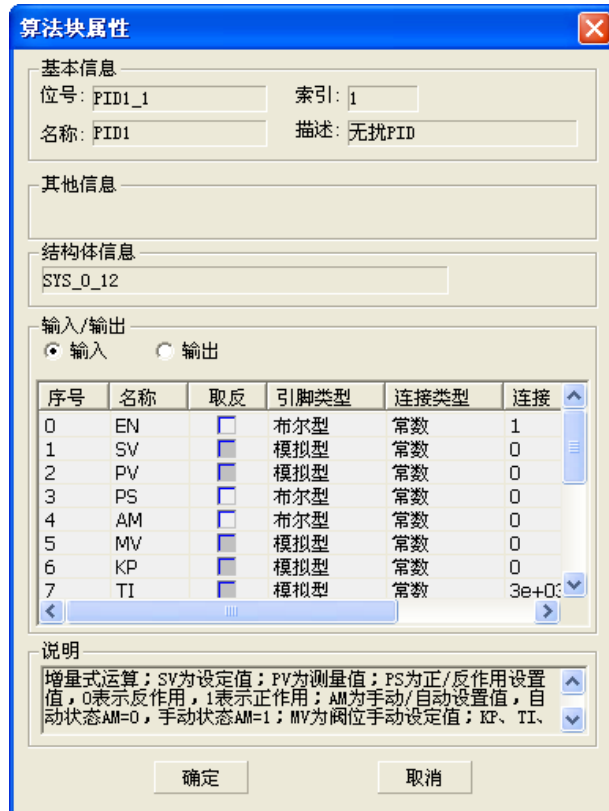 算法块属性
基本信息
位号: PID1_1 索引: 1
名称: PID1 描述: 无扰PID
其他信息
结构体信息
SYS_0_12
输入/输出
输入 输出
序号 名称 取反 引脚类型 连接类型 连接
0 EN 布尔型 常数 1
1 SV 模拟型 常数 0
2 PV 模拟型 常数 0
3 PS 布尔型 常数 0
4 AM 布尔型 常数 0
5 MV 模拟型 常数 0
6 KP 模拟型 常数 0
7 TI 模拟型 常数 3e+03
说明
增量式运算；SV为设定值；PV为测量值；PS为正/反作用设置
值，0表示反作用，1表示正作用；AM为手动/自动设置值，自
动状态AM=0，手动状态AM=1；MV为阀位手动设定值；KP、TI、
确定 取消